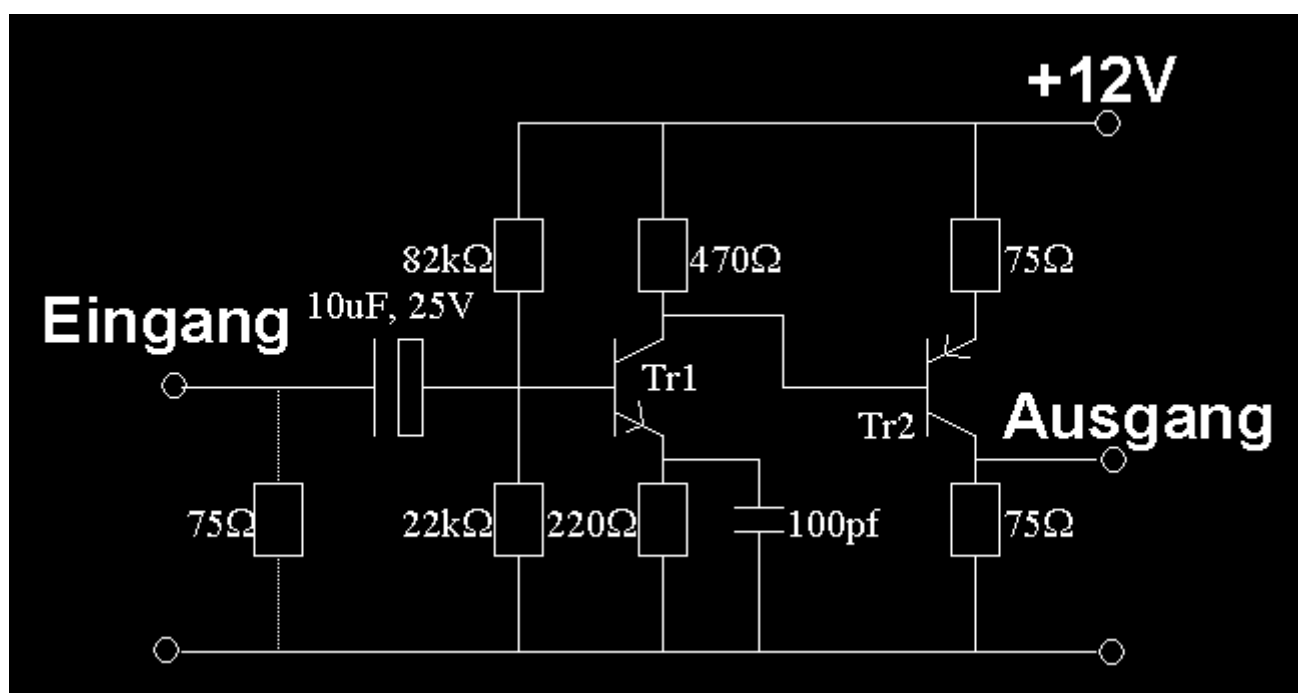 +12V
82kΩ
470Ω
75Ω
Eingang
10uF, 25V
Tr1
Tr2
Ausgang
75Ω
22kΩ
220Ω
100pf
75Ω